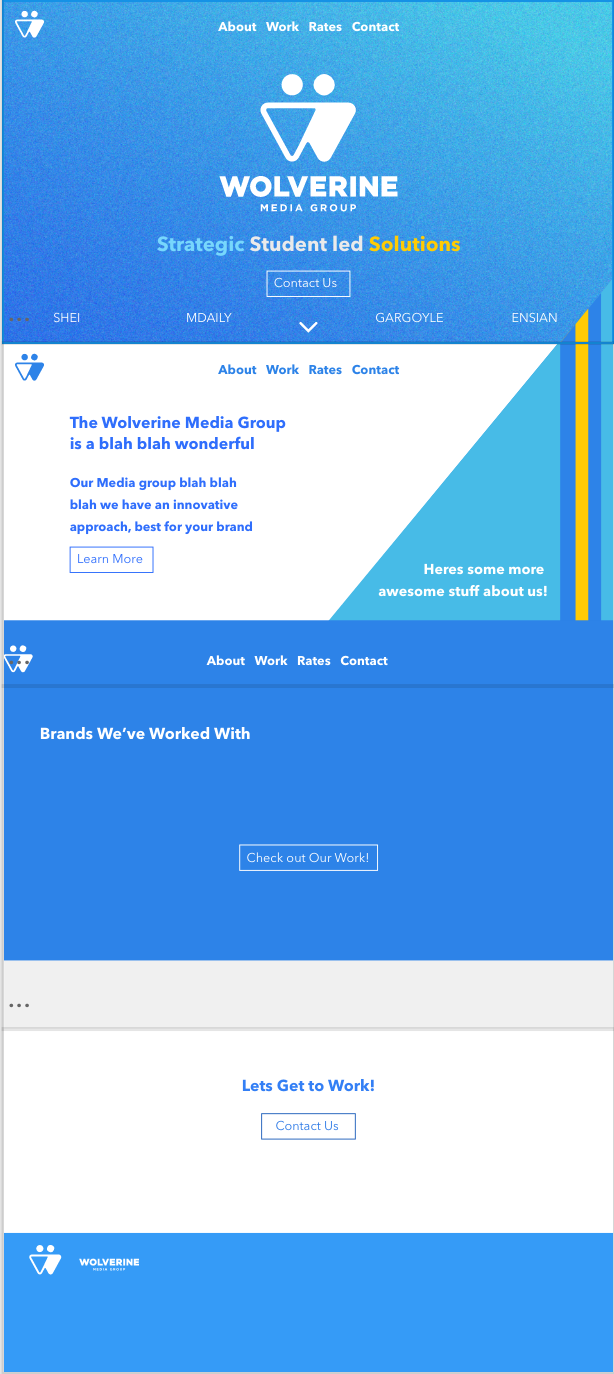 About Work Rates Contact
WOLVERINE
MEDIA GROUP
Strategic Student led Solutions
Contact Us
SHEI MDAILY GARGOYLE ENSIAN
About Work Rates Contact
The Wolverine Media Group
is a blah blah wonderful
Our Media group blah blah
blah we have an innovative
approach, best for your brand
Learn More
Heres some more
awesome stuff about us!
About Work Rates Contact
Brands We’ve Worked With
Check out Our Work!
Lets Get to Work!
Contact Us
WOLVERINE
MEDIA GROUP